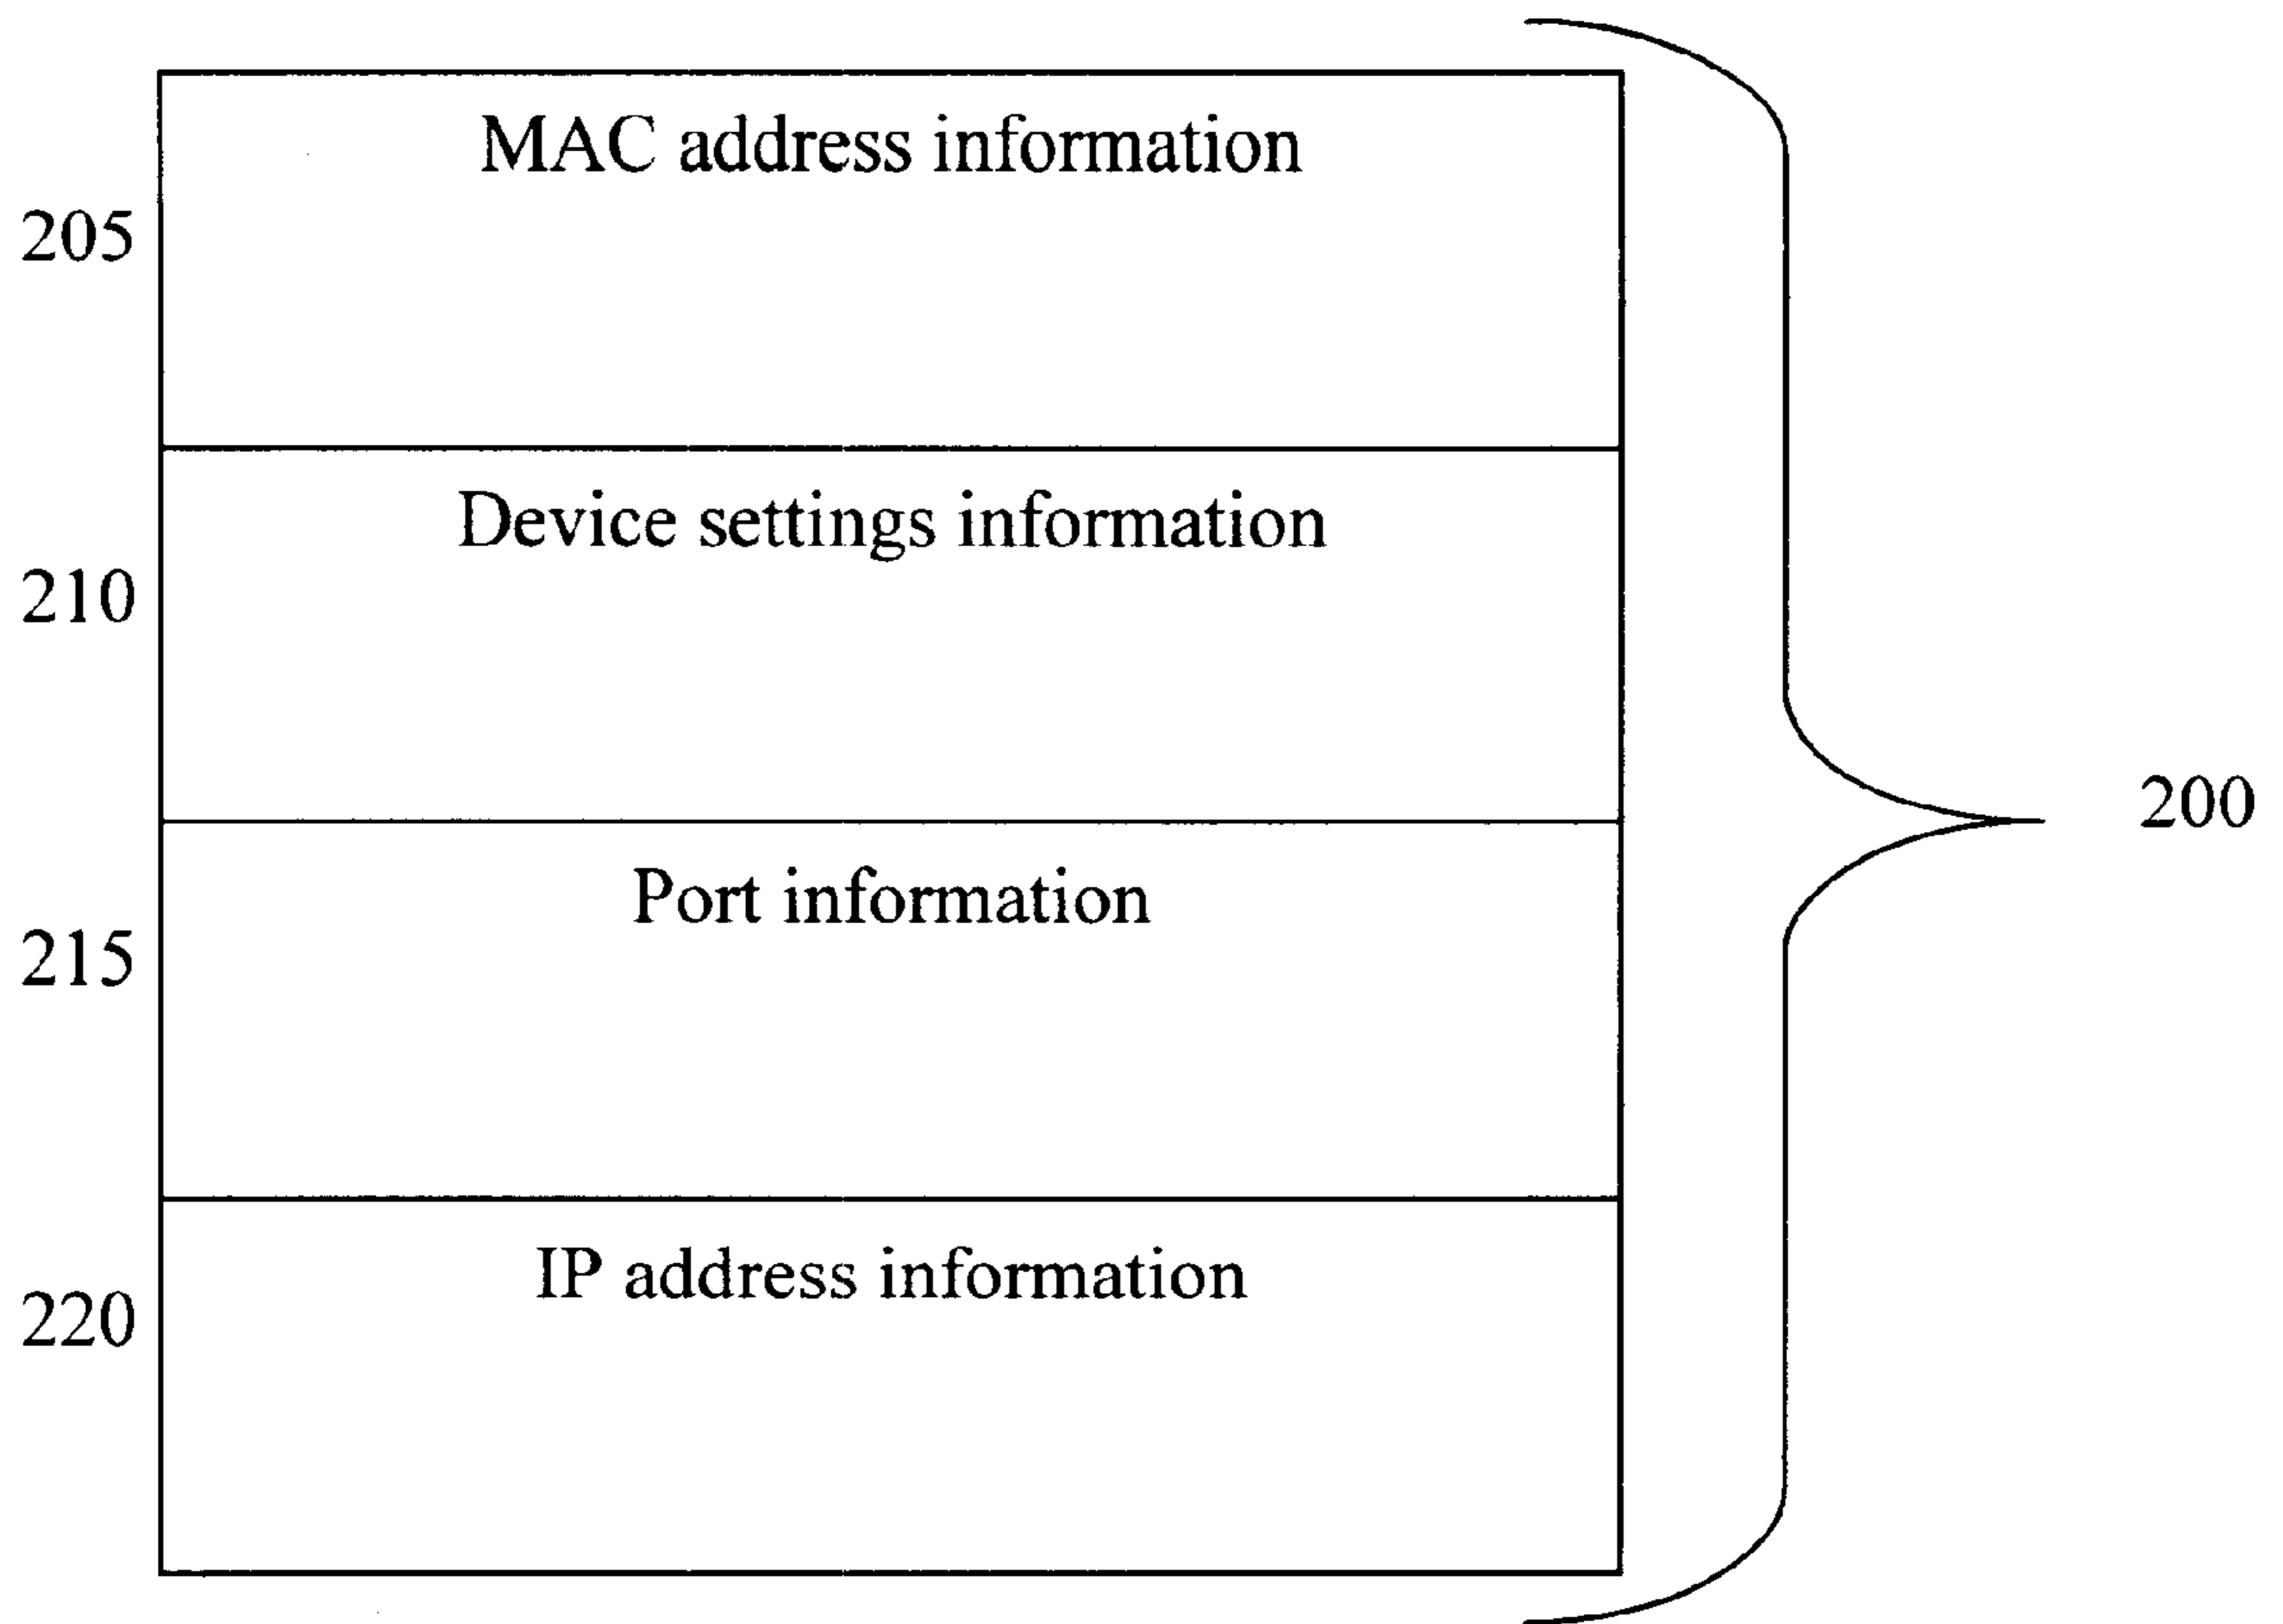 MAC address information
205
Device settings information
210
200
Port information
215
IP address information
220